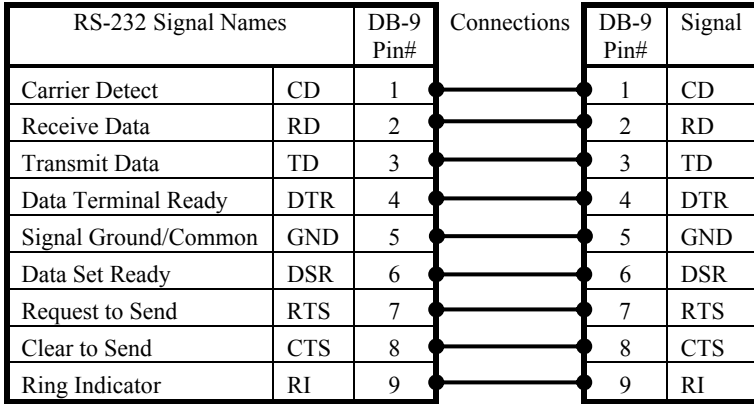 RS-232 Signal Names DB-9 Pin# Connections DB-9 Pin# Signal
Carrier Detect CD 1 1 CD
Receive Data RD 2 2 RD
Transmit Data TD 3 3 TD
Data Terminal Ready DTR 4 4 DTR
Signal Ground/Common GND 5 5 GND
Data Set Ready DSR 6 6 DSR
Request to Send RTS 7 7 RTS
Clear to Send CTS 8 8 CTS
Ring Indicator RI 9 9 RI